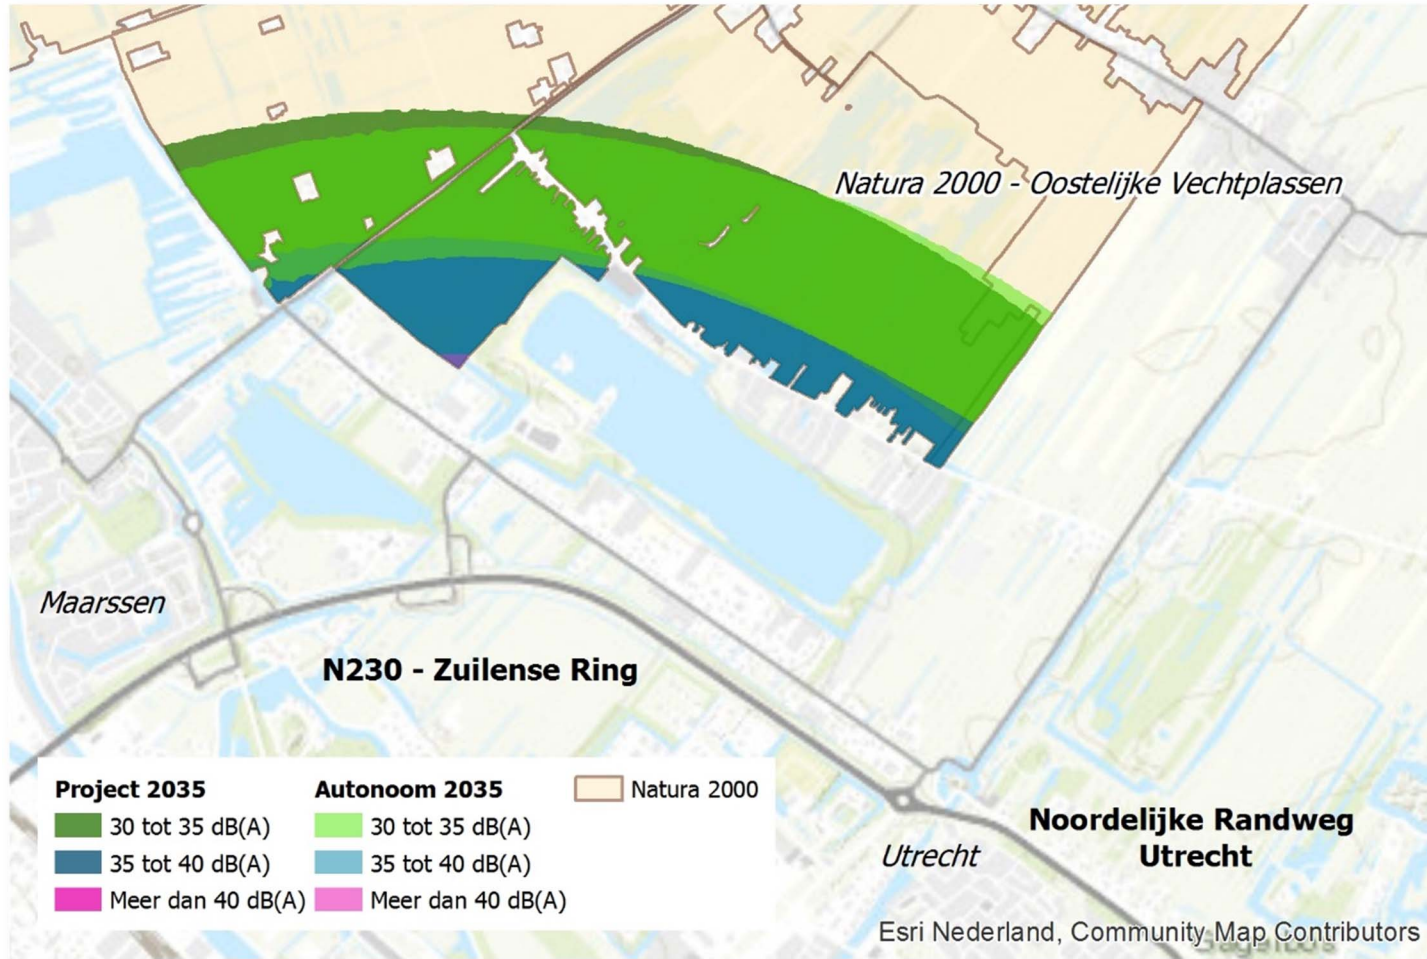 Natura 2000 - Oostelijke Vechtplassen
Maarssen
N230 - Zuilense Ring
Project 2035
30 tot 35 dB(A)
35 tot 40 dB(A)
Meer dan 40 dB(A)
Autonoom 2035
30 tot 35 dB(A)
35 tot 40 dB(A)
Meer dan 40 dB(A)
Natura 2000
Noordelijke Randweg
Utrecht
Utrecht
Esri Nederland, Community Map Contributors